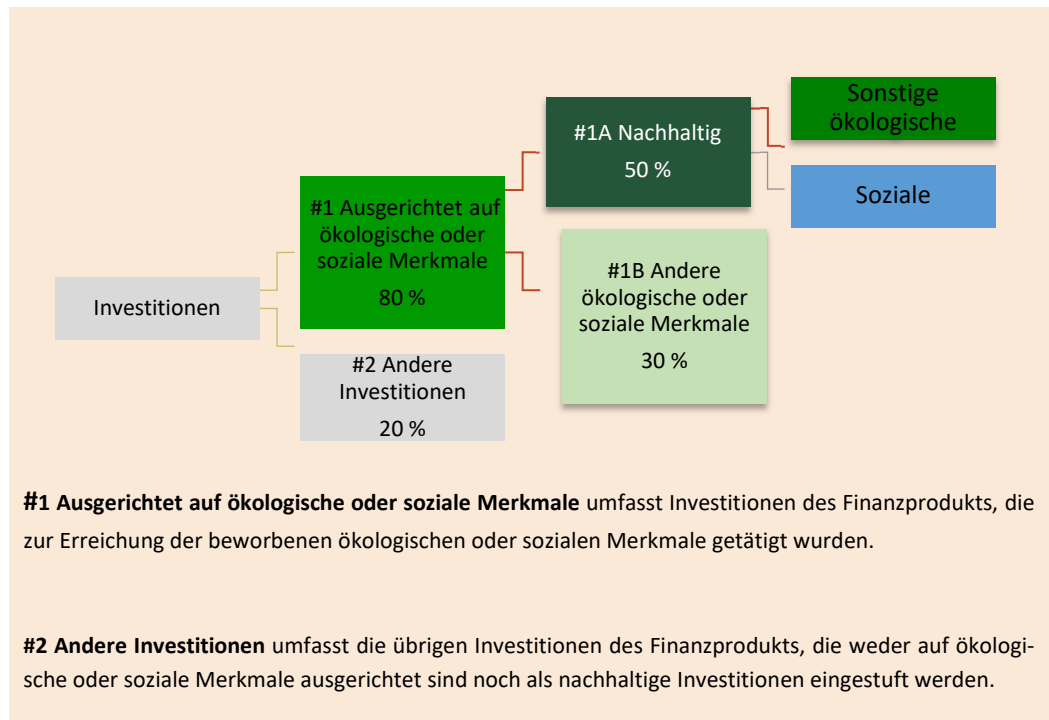 Sonstige
ökologische
#1A Nachhaltig
50 %
Soziale
#1 Ausgerichtet auf
ökologische oder
soziale Merkmale
80 %
#1B Andere
ökologische oder
soziale Merkmale
30 %
Investitionen
#2 Andere
Investitionen
20 %
#1 Ausgerichtet auf ökologische oder soziale Merkmale umfasst Investitionen des Finanzprodukts, die
zur Erreichung der beworbenen ökologischen oder sozialen Merkmale getätigt wurden.
#2 Andere Investitionen umfasst die übrigen Investitionen des Finanzprodukts, die weder auf ökologi-
sche oder soziale Merkmale ausgerichtet sind noch als nachhaltige Investitionen eingestuft werden.